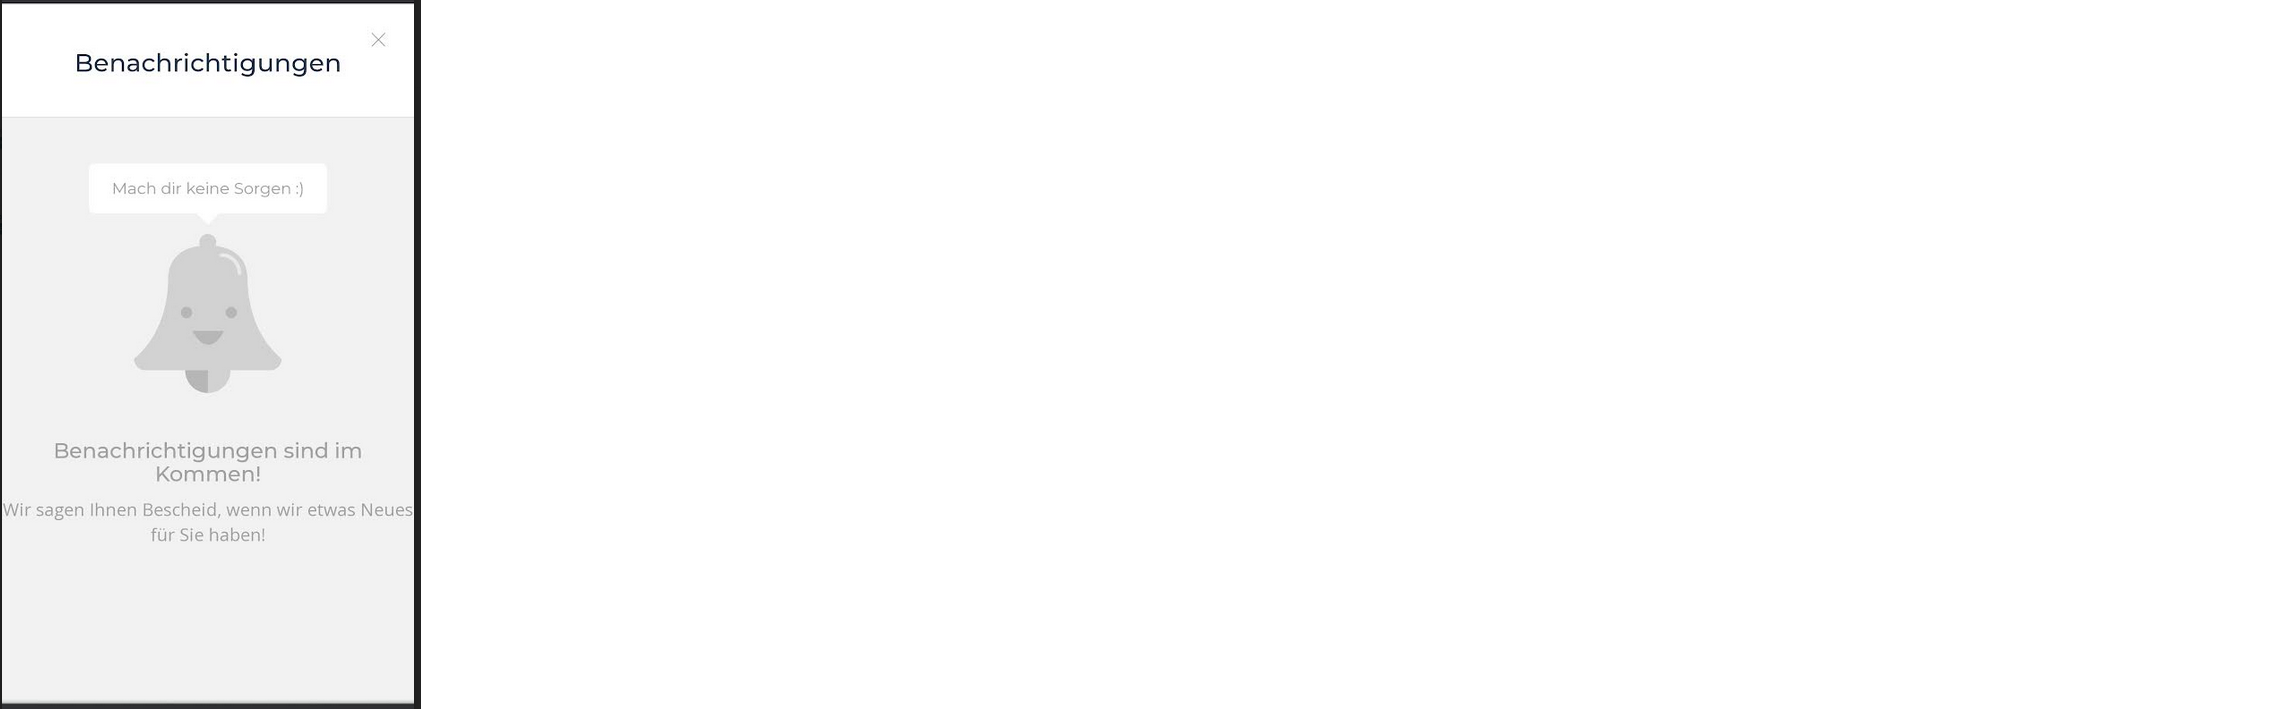 Benachrichtigungen
Mach dir keine Sorgen :)
Benachrichtigungen sind im
Kommen!
Wir sagen Ihnen Bescheid, wenn wir etwas Neues
für Sie haben!